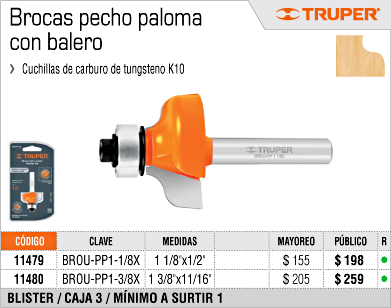 Brocas pecho paloma
con balero
TRUPER
Cuchillas de carburo de tungsteno K10
TRUPER
TRUPER
CÓDIGO CLAVE MEDIDAS MAYOREO PÚBLICO R
11479 BROU-PP1-1/8X 1 1/8'x1/2" $ 155 $ 198
11480 BROU-PP1-3/8X 1 3/8'x11/16" $ 205 $ 259
BLISTER / CAJA 3 / MÍNIMO A SURTIR 1